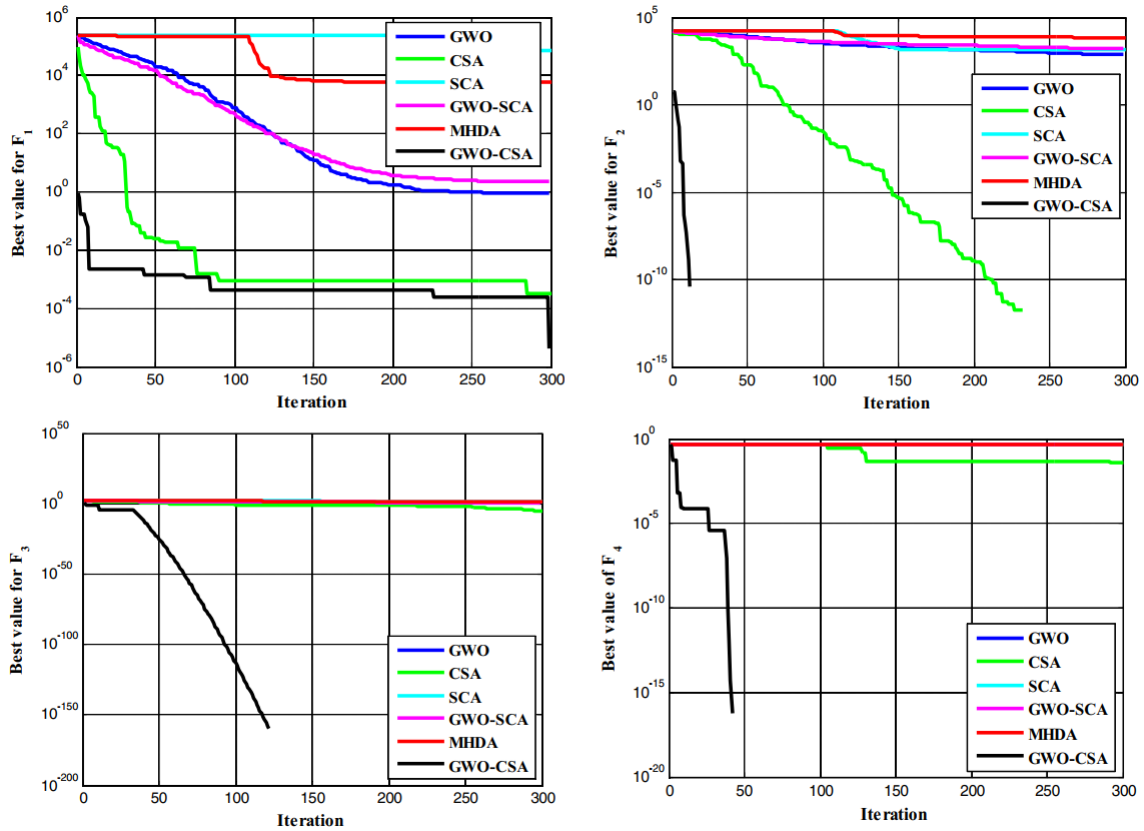 10^6
10^4
10^2
10^0
10^-2
10^-4
10^-6
Best value for F_1
0 50 100 150 200 250 300
Iteration
GWO
CSA
SCA
GWO-SCA
MHDA
GWO-CSA
10^5
10^0
10^-5
10^-10
10^-15
Best value for F_2
0 50 100 150 200 250 300
Iteration
GWO
CSA
SCA
GWO-SCA
MHDA
GWO-CSA
10^50
10^0
10^-50
10^-100
10^-150
10^-200
Best value for F_3
0 50 100 150 200 250 300
Iteration
GWO
CSA
SCA
GWO-SCA
MHDA
GWO-CSA
10^0
10^-5
10^-10
10^-15
10^-20
Best value of F_4
0 50 100 150 200 250 300
Iteration
GWO
CSA
SCA
GWO-SCA
MHDA
GWO-CSA